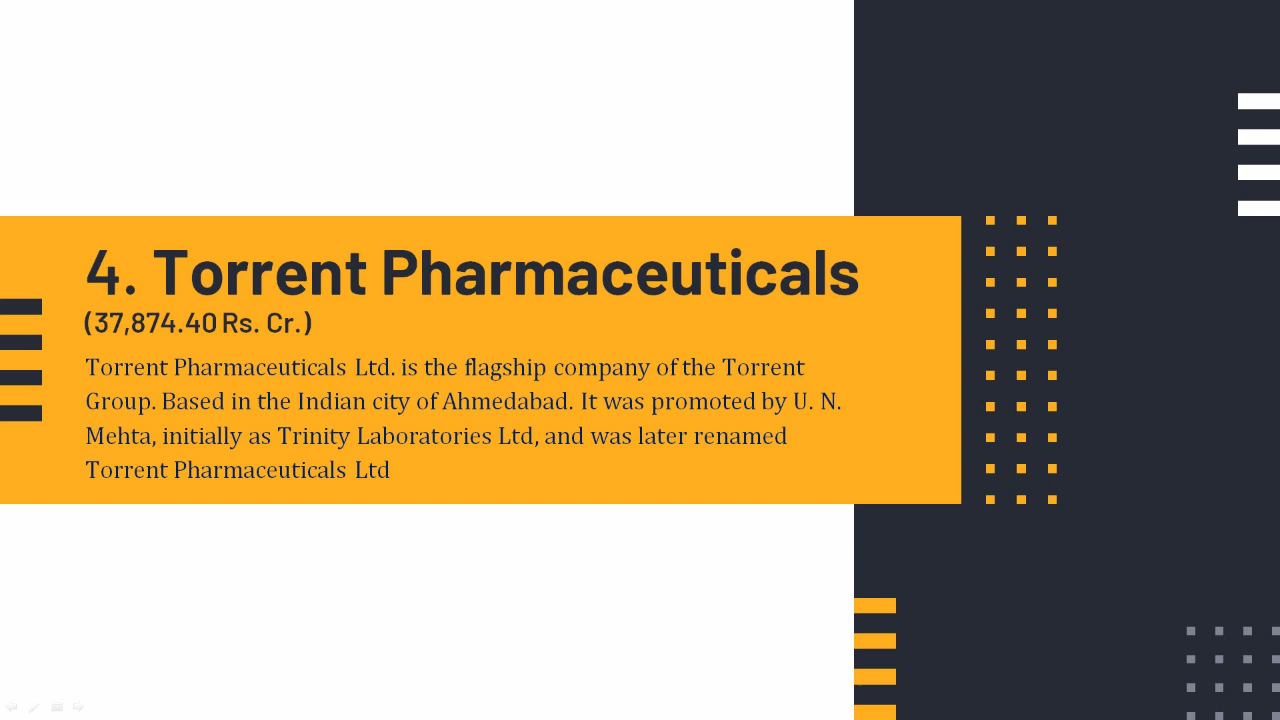 4. Torrent Pharmaceuticals
(37,874.40 Rs. Cr.)
Torrent Pharmaceuticals Ltd. is the flagship company of the Torrent
Group. Based in the Indian city of Ahmedabad. It was promoted by U. N.
Mehta, initially as Trinity Laboratories Ltd, and was later renamed
Torrent Pharmaceuticals Ltd